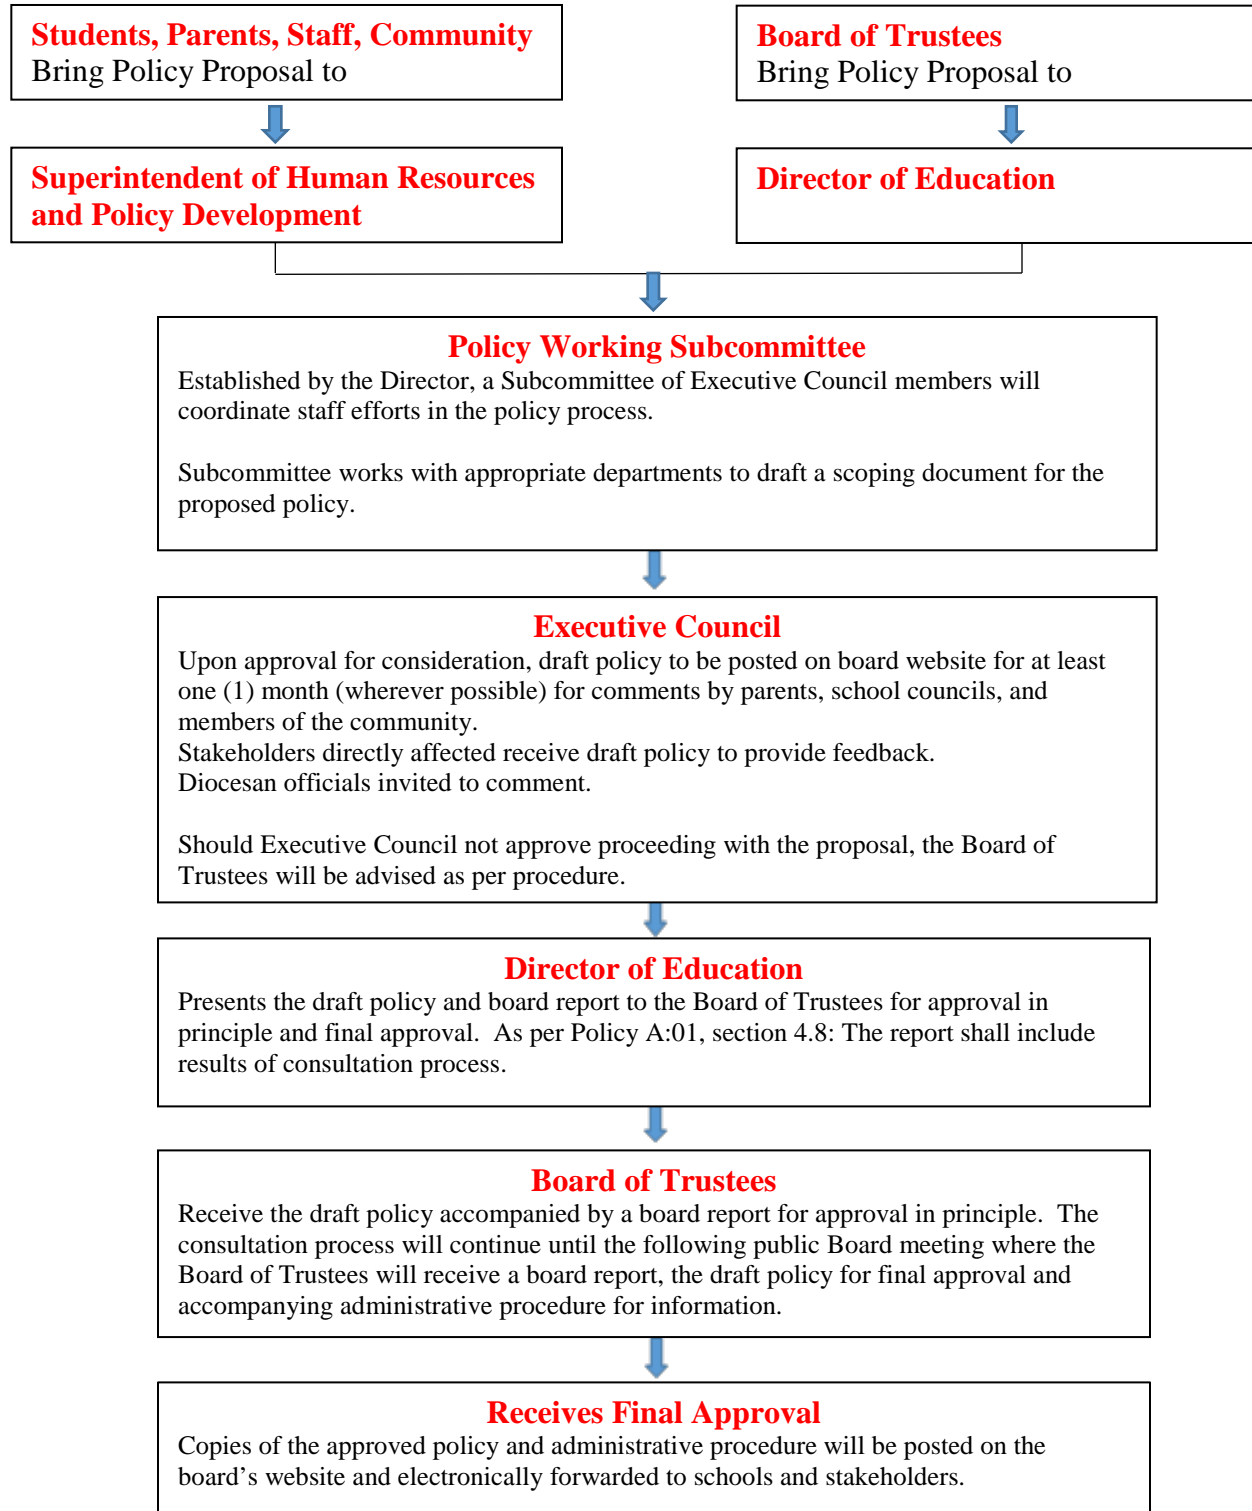 Students, Parents, Staff, Community
Bring Policy Proposal to
Board of Trustees
Bring Policy Proposal to
Superintendent of Human Resources
and Policy Development
Director of Education
Policy Working Subcommittee
Established by the Director, a Subcommittee of Executive Council members will
coordinate staff efforts in the policy process.
Subcommittee works with appropriate departments to draft a scoping document for the
proposed policy.
Executive Council
Upon approval for consideration, draft policy to be posted on board website for at least
one (1) month (wherever possible) for comments by parents, school councils, and
members of the community.
Stakeholders directly affected receive draft policy to provide feedback.
Diocesan officials invited to comment.
Should Executive Council not approve proceeding with the proposal, the Board of
Trustees will be advised as per procedure.
Director of Education
Presents the draft policy and board report to the Board of Trustees for approval in
principle and final approval.  As per Policy A:01, section 4.8: The report shall include
results of consultation process.
Board of Trustees
Receive the draft policy accompanied by a board report for approval in principle.  The
consultation process will continue until the following public Board meeting where the
Board of Trustees will receive a board report, the draft policy for final approval and
accompanying administrative procedure for information.
Receives Final Approval
Copies of the approved policy and administrative procedure will be posted on the
board’s website and electronically forwarded to schools and stakeholders.